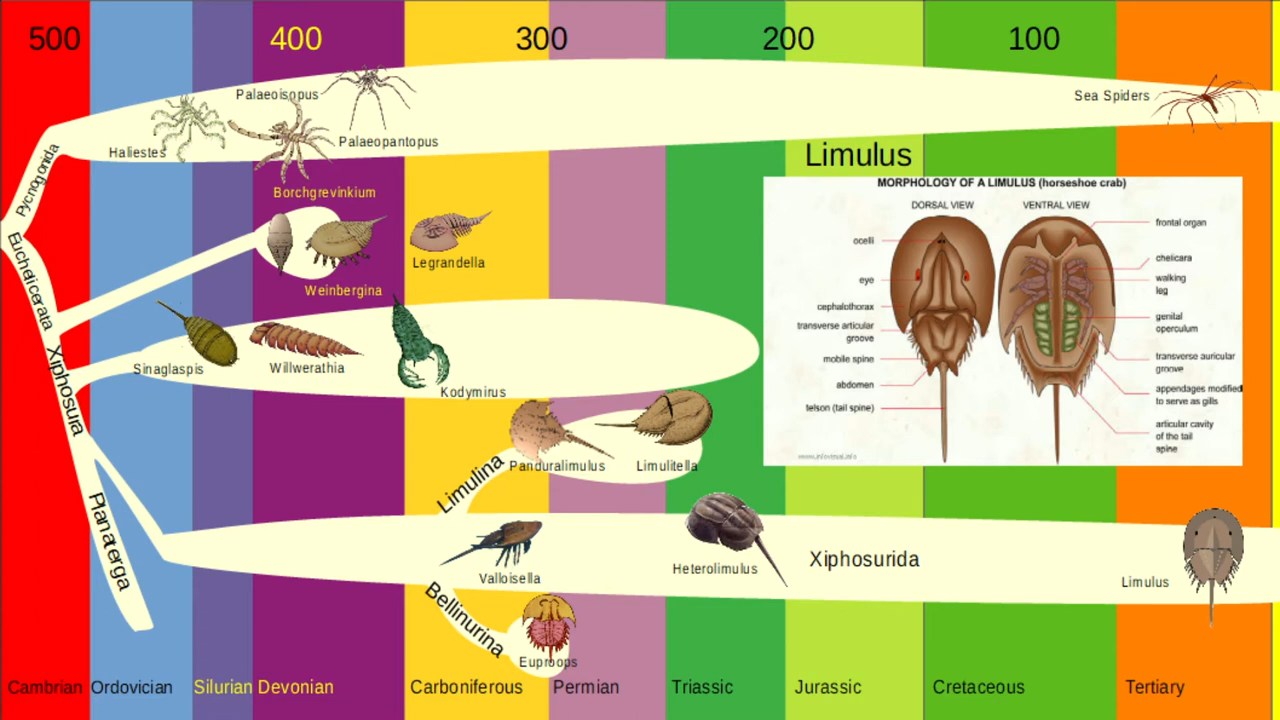 500
400
300
200
100
Palaeoisopus
Sea Spiders
Haliestes
Palaeopantopus
Limulus
Pycnogonida
Borchgrevinkium
MORPHOLOGY OF A LIMULUS (horseshoe crab)
DORSAL VIEW
VENTRAL VIEW
ocelli
eye
cephalothorax
transverse articular
groove
mobile spine
abdomen
telson (tail spine)
frontal organ
chelicara
walking
leg
genital
operculum
transverse auricular
groove
appendages modified
to serve as gills
articular cavity
of the tail
spine
www.infovisual.info
Euchelicerata
Legrandella
Weinbergina
Xiphosura
Sinaglaspis
Willwerathia
Kodymirus
Limulina
Panduralimulus
Limulitella
Planaterga
Valloisella
Heterolimulus
Xiphosurida
Limulus
Bellinurina
Euproops
Cambrian
Ordovician
Silurian
Devonian
Carboniferous
Permian
Triassic
Jurassic
Cretaceous
Tertiary